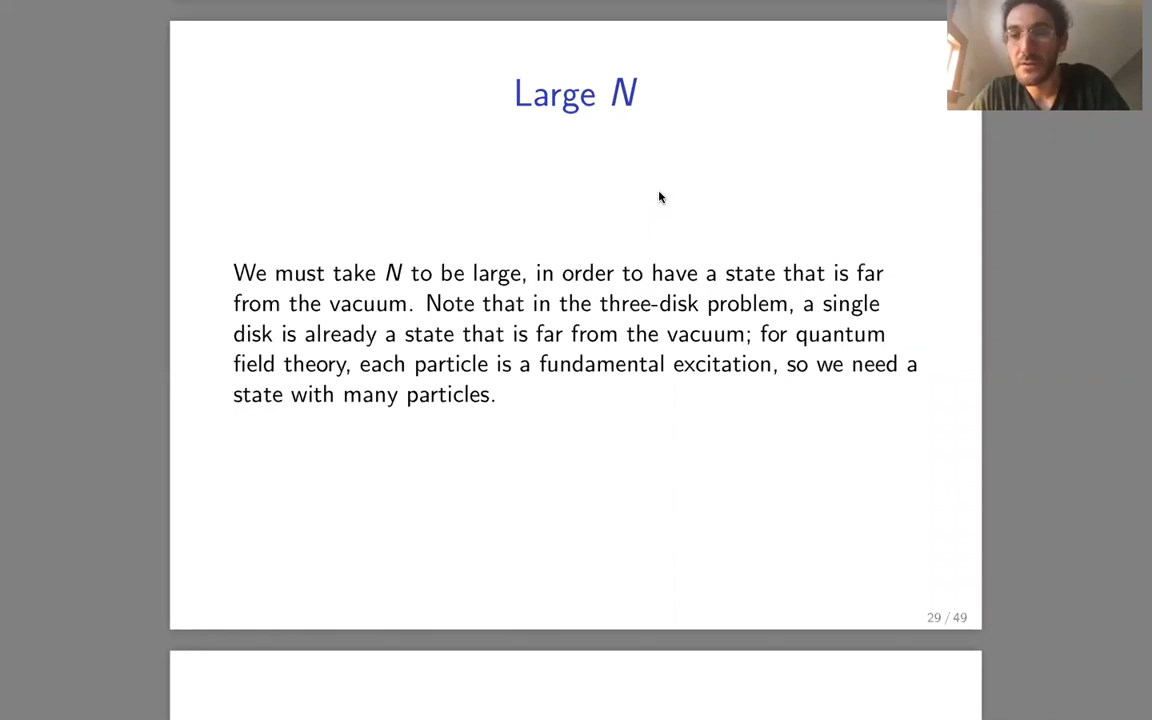 Large N
We must take N to be large, in order to have a state that is far
from the vacuum. Note that in the three-disk problem, a single
disk is already a state that is far from the vacuum; for quantum
field theory, each particle is a fundamental excitation, so we need a
state with many particles.
29 / 49